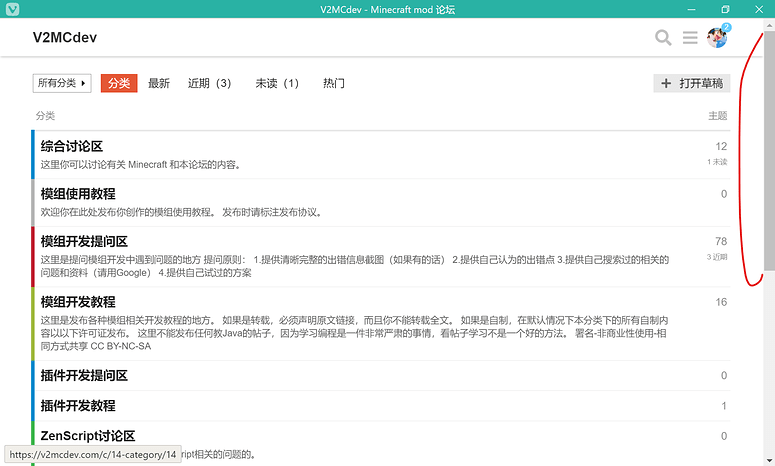 V2MCdev - Minecraft mod 论坛
V2MCdev
2
所有分类
分类
最新
近期（3）
未读（1）
热门
打开草稿
分类
主题
综合讨论区
12
这里你可以讨论有关 Minecraft 和本论坛的内容。
1 未读
模组使用教程
0
欢迎你在此处发布你创作的模组使用教程。 发布时请标注发布协议。
模组开发提问区
78
这里是提问模组开发中遇到问题的地方 提问原则： 1.提供清晰完整的出错信息截图（如果有的话） 2.提供自己认为的出错点 3.提供自己搜索过的相关的
3 近期
问题和资料（请用Google） 4.提供自己试过的方案
模组开发教程
16
这里是发布各种模组相关开发教程的地方。 如果是转载，必须声明原文链接，而且你不能转载全文。 如果是自制，在默认情况下本分类下的所有自制内
容以以下许可证发布。 这里不能发布任何教Java的帖子，因为学习编程是一件非常严肃的事情，看帖子学习不是一个好的方法。 署名-非商业性使用-相
同方式共享 CC BY-NC-SA
插件开发提问区
0
插件开发教程
1
ZenScript讨论区
0
https://v2mcdev.com/c/14-category/14
ript相关的问题的。